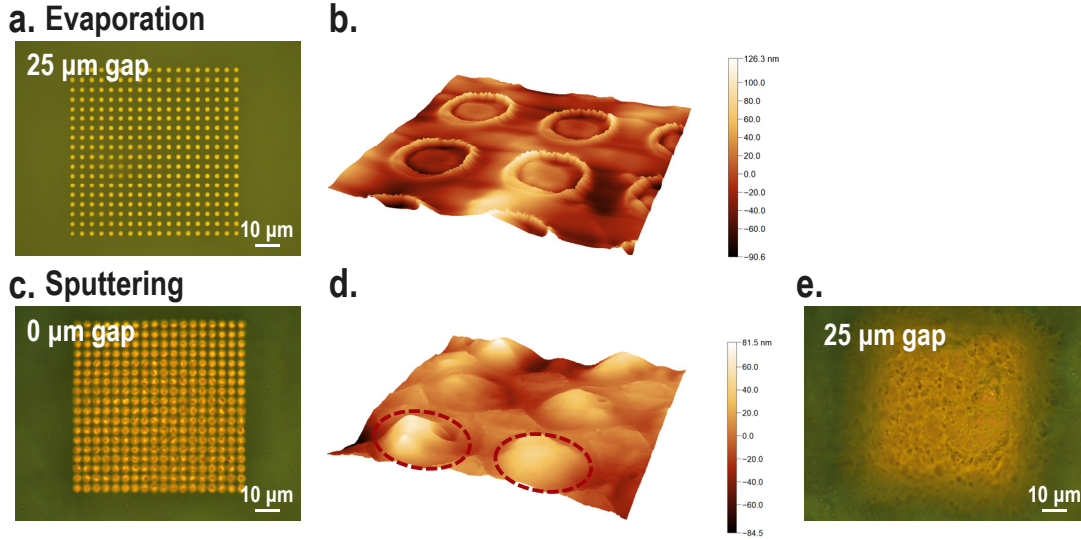 a. Evaporation
25 μm gap
10 μm
b.
126.3 nm
100.0
80.0
60.0
40.0
20.0
0.0
−20.0
−40.0
−60.0
−90.6
c. Sputtering
0 μm gap
10 μm
d.
81.5 nm
60.0
40.0
20.0
0.0
−20.0
−40.0
−60.0
−84.5
e.
25 μm gap
10 μm